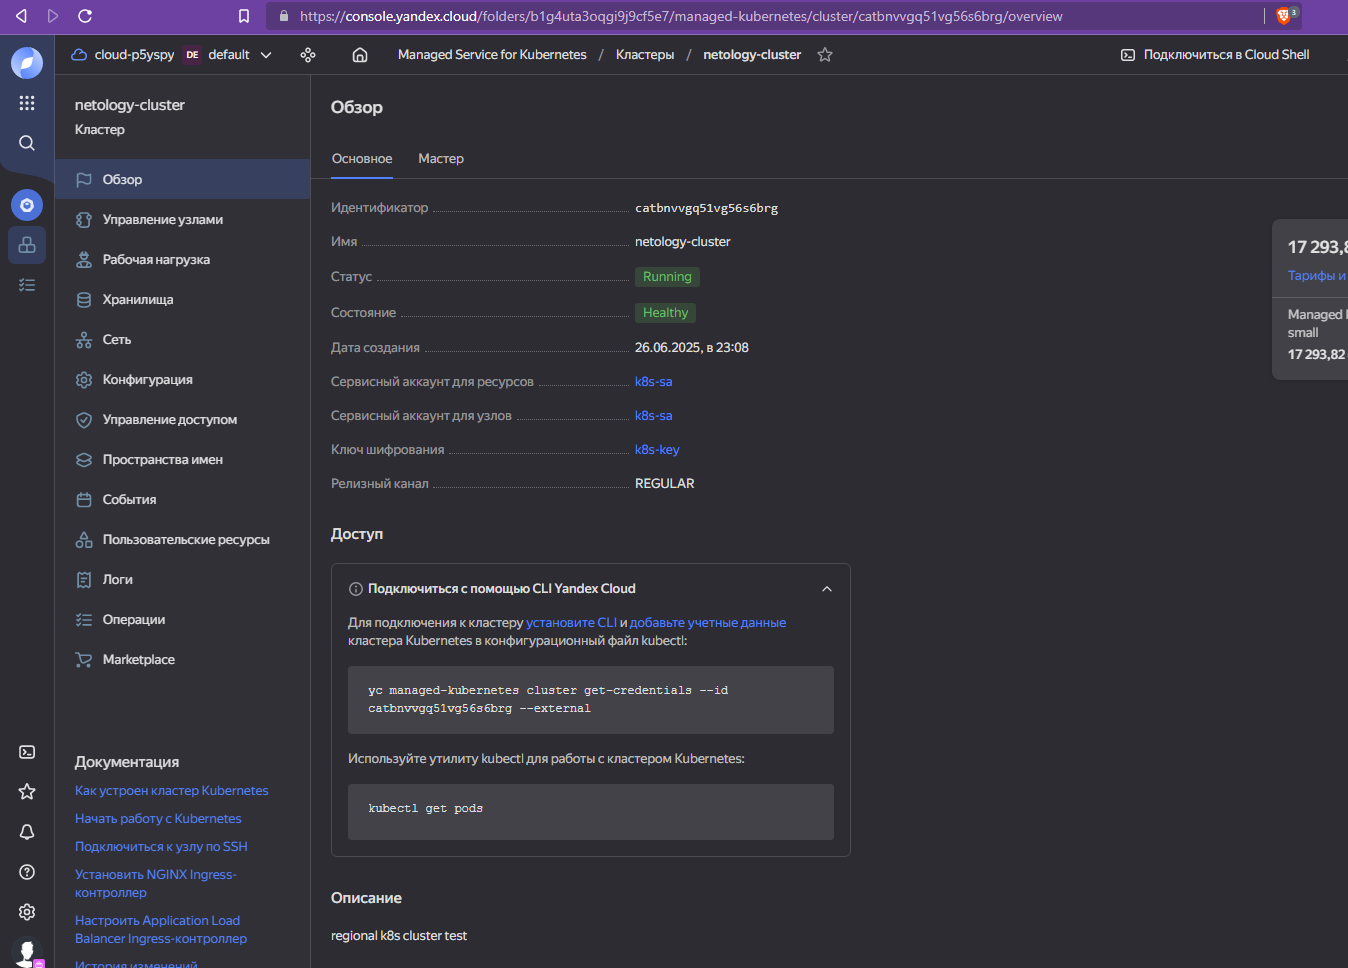 https://console.yandex.cloud/folders/b1g4uta3oqgi9j9cf5e7/managed-kubernetes/cluster/catbnvvgq51vg56s6brg/overview
3
cloud-p5yspy DE default
Managed Service for Kubernetes / Кластеры / netology-cluster
Подключиться в Cloud Shell
netology-cluster
Кластер
Обзор
Управление узлами
Рабочая нагрузка
Хранилища
Сеть
Конфигурация
Управление доступом
Пространства имен
События
Пользовательские ресурсы
Логи
Операции
Marketplace
Документация
Как устроен кластер Kubernetes
Начать работу с Kubernetes
Подключиться к узлу по SSH
Установить NGINX Ingress-
контроллер
Настроить Application Load
Balancer Ingress-контроллер
История изменений
Обзор
Основное Мастер
Идентификатор catbnvvgq51vg56s6brg
Имя netology-cluster
Статус Running
Состояние Healthy
Дата создания 26.06.2025, в 23:08
Сервисный аккаунт для ресурсов k8s-sa
Сервисный аккаунт для узлов k8s-sa
Ключ шифрования k8s-key
Релизный канал REGULAR
Доступ
Подключиться с помощью CLI Yandex Cloud
Для подключения к кластеру установите CLI и добавьте учетные данные
кластера Kubernetes в конфигурационный файл kubectl:
yc managed-kubernetes cluster get-credentials --id
catbnvvgq51vg56s6brg --external
Используйте утилиту kubectl для работы с кластером Kubernetes:
kubectl get pods
Описание
regional k8s cluster test
17 293,8
Тарифы и
Managed
small
17 293,82